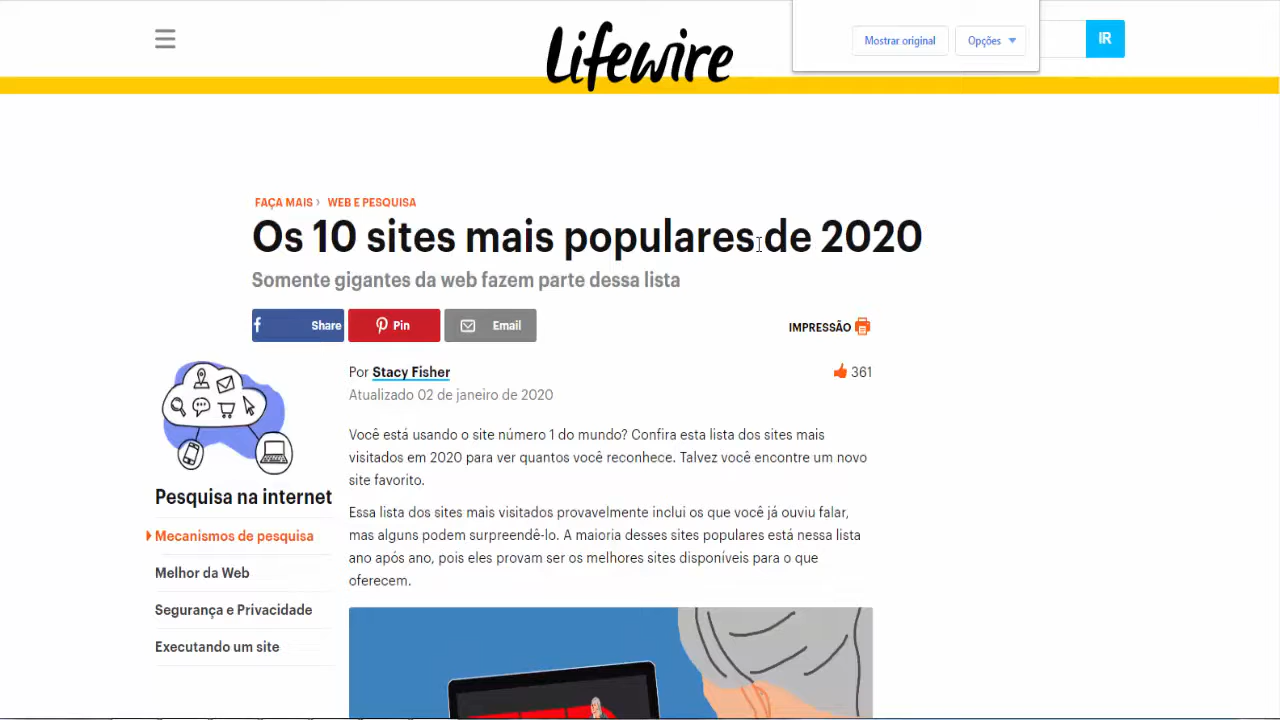 Lifewire
Mostrar original
Opções
IR
FAÇA MAIS › WEB E PESQUISA
Os 10 sites mais populares de 2020
Somente gigantes da web fazem parte dessa lista
Share
Pin
Email
IMPRESSÃO
Por Stacy Fisher
361
Atualizado 02 de janeiro de 2020
Você está usando o site número 1 do mundo? Confira esta lista dos sites mais
visitados em 2020 para ver quantos você reconhece. Talvez você encontre um novo
site favorito.
Essa lista dos sites mais visitados provavelmente inclui os que você já ouviu falar,
mas alguns podem surpreendê-lo. A maioria desses sites populares está nessa lista
ano após ano, pois eles provam ser os melhores sites disponíveis para o que
oferecem.
Pesquisa na internet
Mecanismos de pesquisa
Melhor da Web
Segurança e Privacidade
Executando um site